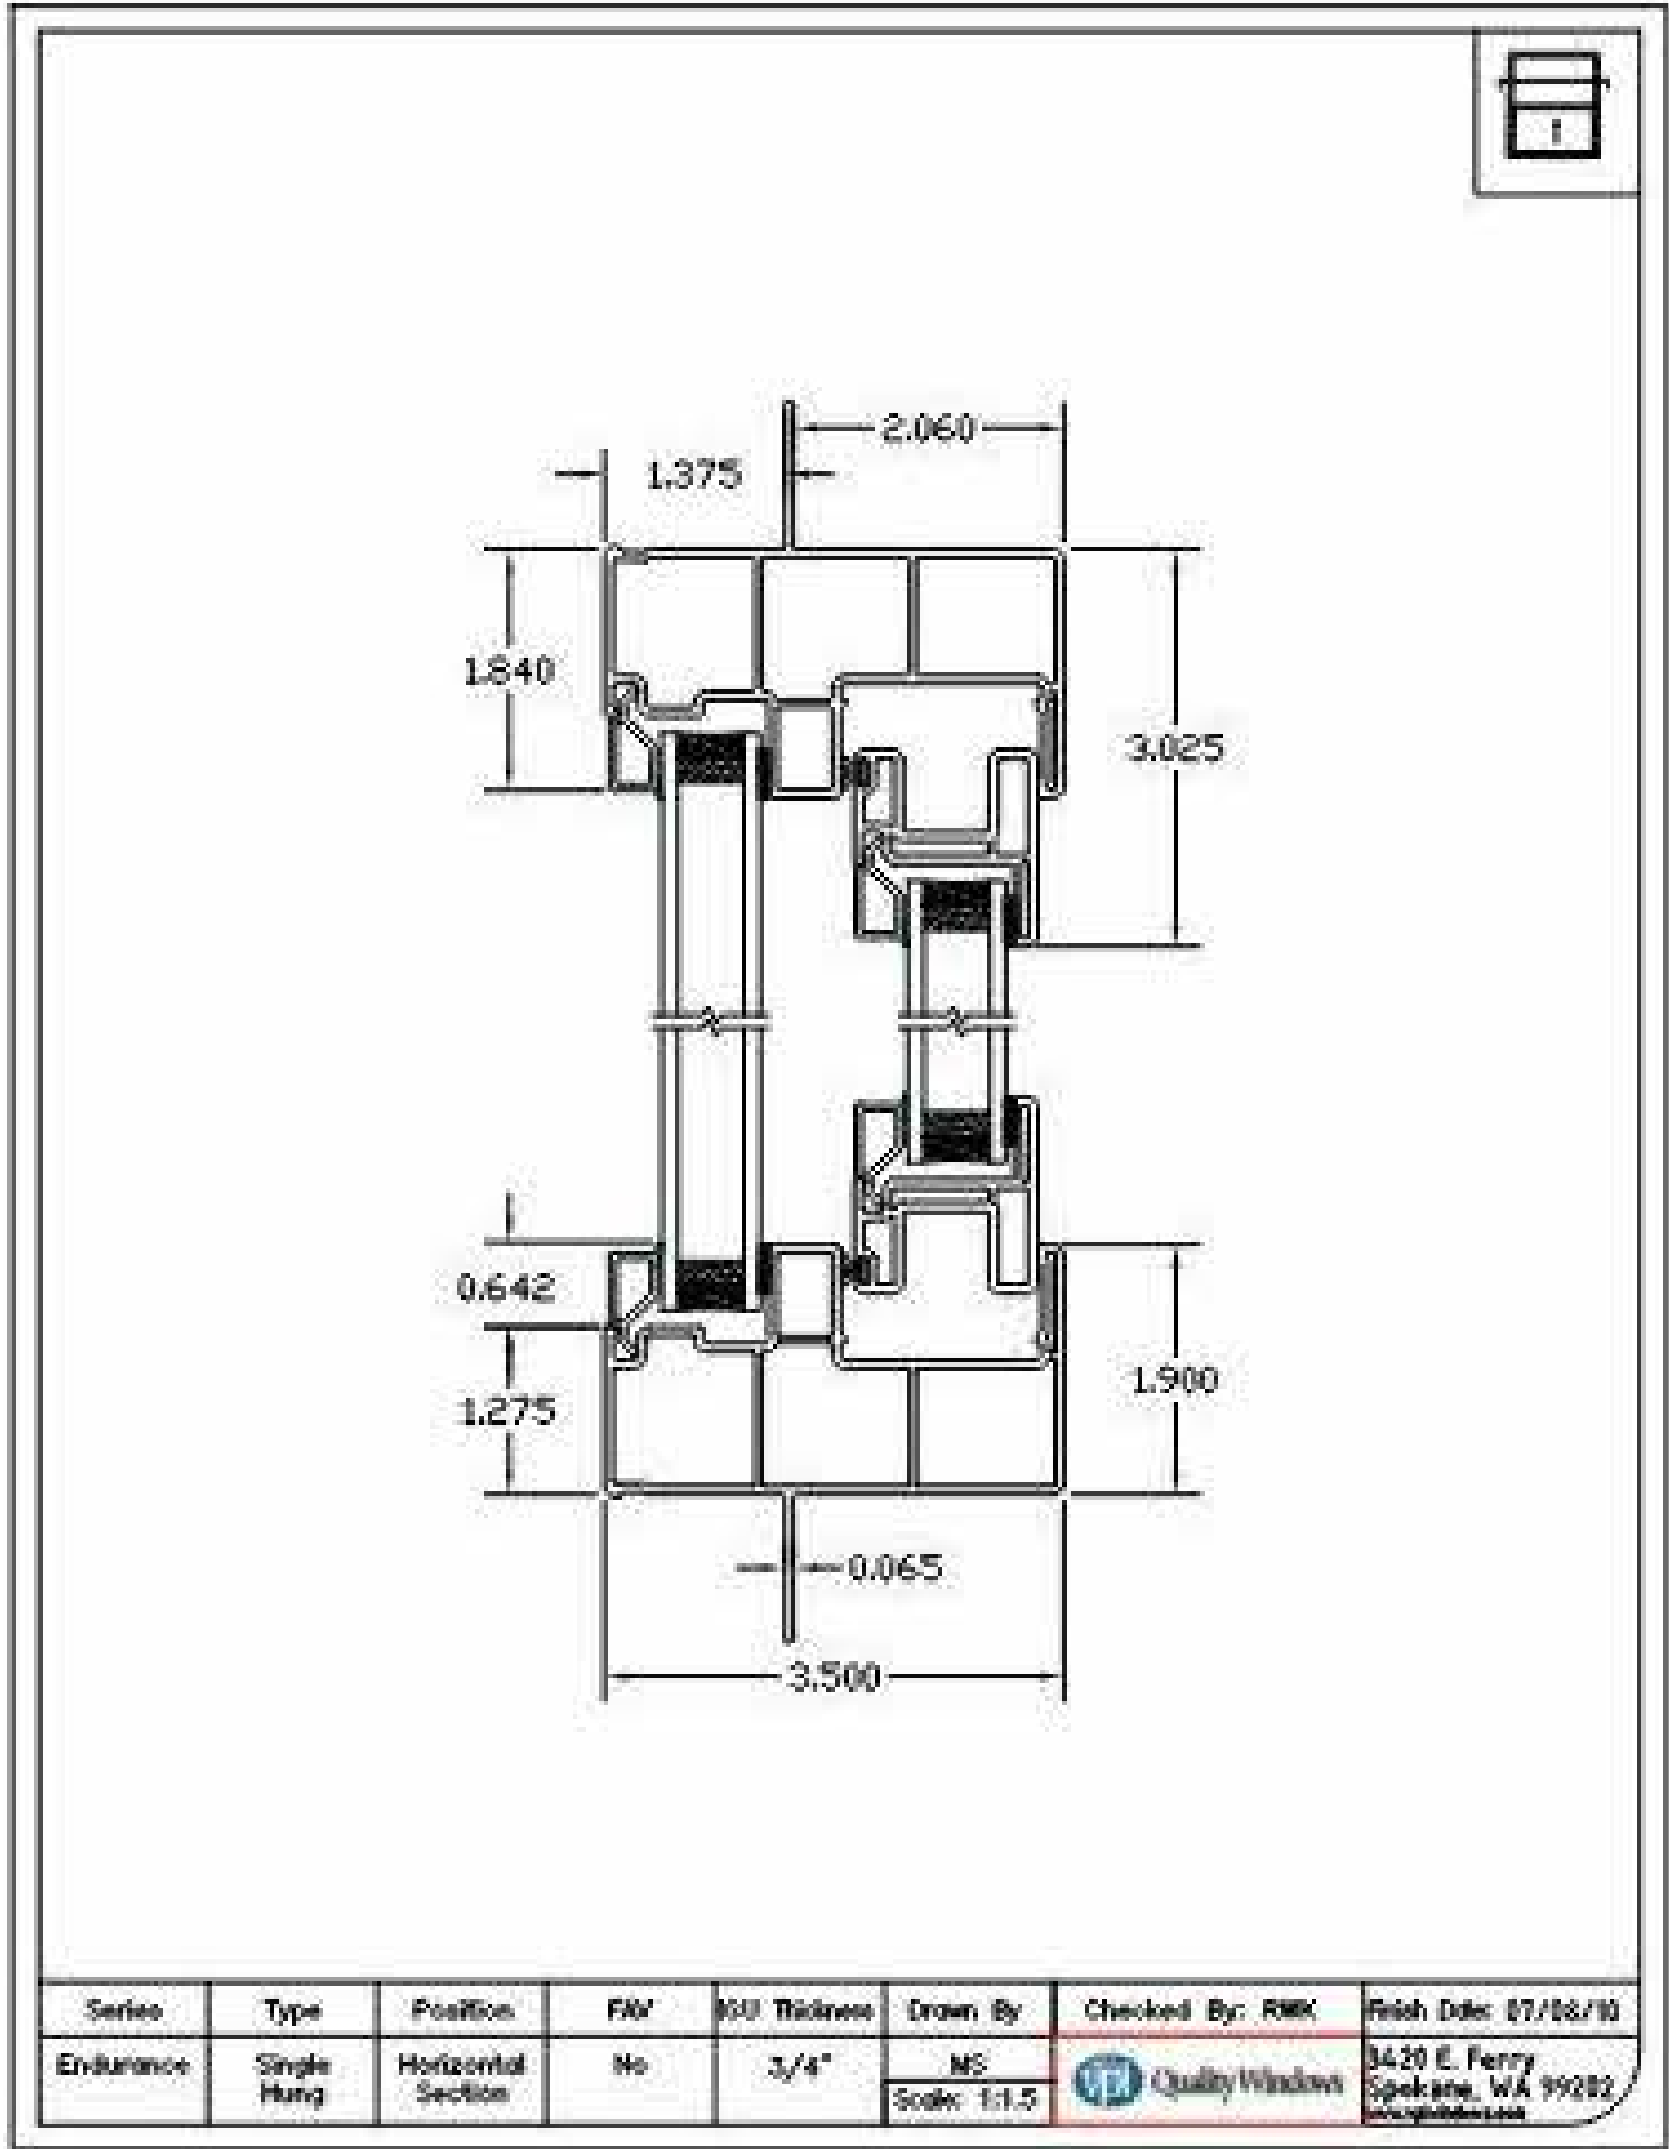 2.060
1.375
1.840
3.025
0.642
1.275
1.900
0.065
3.500
Series Type Position FAV IGU Thickness Drawn By Checked By: RMK Finish Date: 07/08/10
Endurance Single Hung Horizontal Section No 3/4" MS
Scale: 1:1.5
vpi Quality Windows
3420 E. Ferry
Spokane, WA 99202